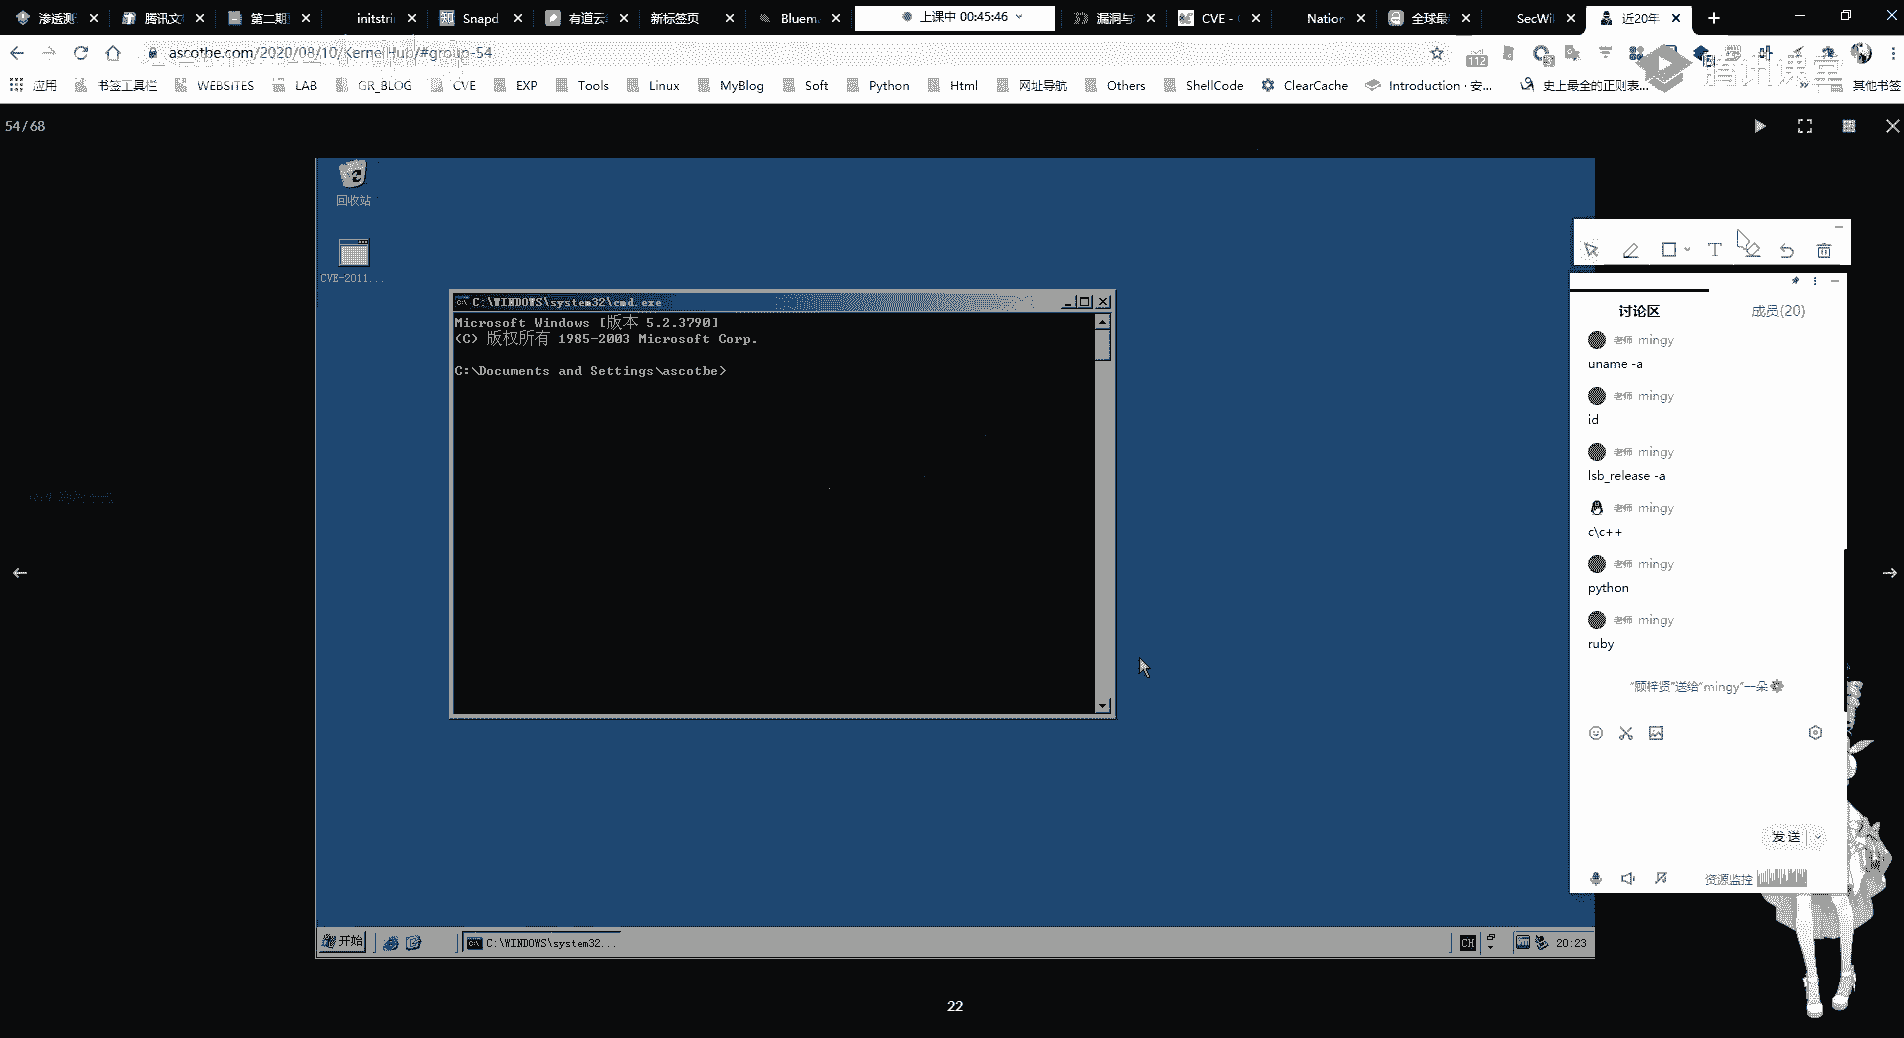 渗透测
腾讯文
第二期
initstri
Snapd
有道云
新标签页
Bluem
上课中 00:45:46
漏洞与
CVE - (
Nation
全球最
SecWi
近20年
ascotbe.com/2020/08/10/KernelHub/#group-54
112
应用
书签工具栏
WEBSITES
LAB
GR_BLOG
CVE
EXP
Tools
Linux
MyBlog
Soft
Python
Html
网址导航
Others
ShellCode
ClearCache
Introduction · 安...
史上最全的正则表...
其他书签
腾讯课堂
54 / 68
回收站
CVE-2011...
C:\WINDOWS\system32\cmd.exe
Microsoft Windows [版本 5.2.3790]
(C) 版权所有 1985-2003 Microsoft Corp.
C:\Documents and Settings\ascotbe>
讨论区
成员(20)
老师 mingy
uname -a
老师 mingy
id
老师 mingy
lsb_release -a
老师 mingy
c\c++
老师 mingy
python
老师 mingy
ruby
"顾梓贤"送给"mingy"一朵
发送
资源监控
开始
C:\WINDOWS\system32...
CH
20:23
22